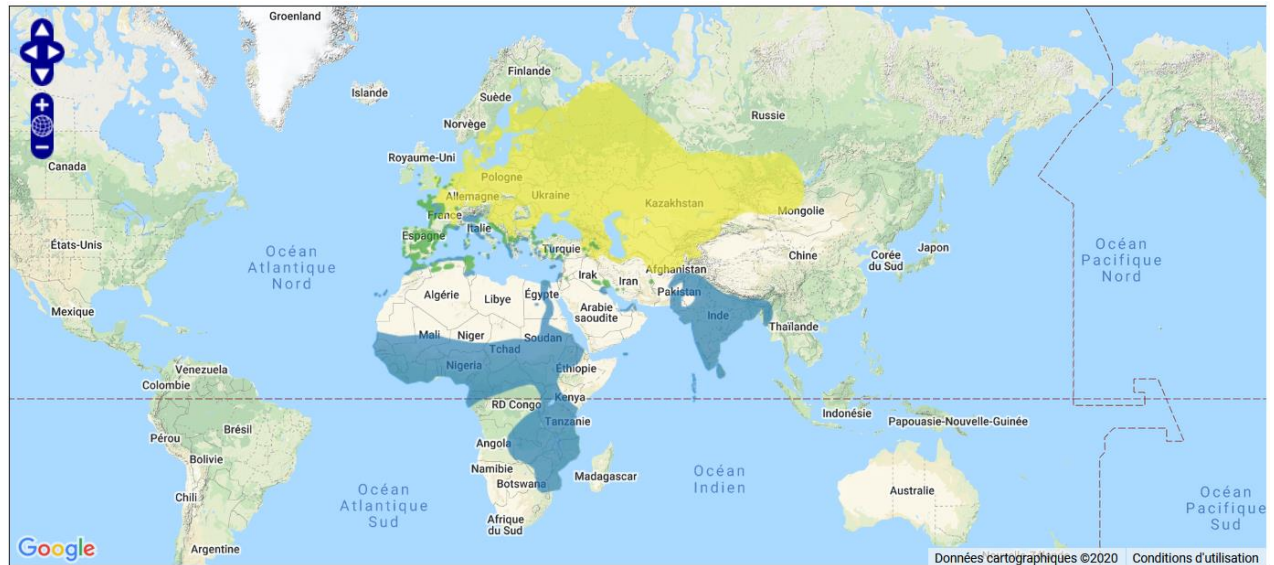 Groenland
Finlande
Islande
Suède
Russie
Norvège
Royaume-Uni
Canada
Pologne
Allemagne
Ukraine
Kazakhstan
France
Mongolie
Italie
Espagne
Turquie
États-Unis
Océan
Atlantique
Nord
Chine
Corée
du Sud
Japon
Océan
Pacifique
Nord
Afghanistan
Irak
Iran
Algérie
Libye
Égypte
Pakistan
Mexique
Arabie
saoudite
Inde
Thaïlande
Mali
Niger
Soudan
Tchad
Nigeria
Éthiopie
Venezuela
Colombie
Kenya
RD Congo
Indonésie
Papouasie-Nouvelle-Guinée
Tanzanie
Brésil
Pérou
Angola
Bolivie
Namibie
Botswana
Madagascar
Océan
Indien
Australie
Chili
Océan
Atlantique
Sud
Océan
Pacifique
Sud
Afrique
du Sud
Argentine
Google
Données cartographiques ©2020 Conditions d'utilisation